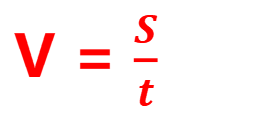 V = S/t